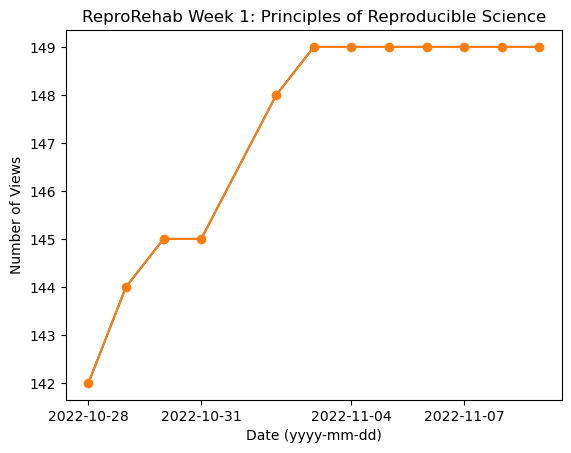 ReproRehab Week 1: Principles of Reproducible Science
149
148
147
146
145
144
143
142
Number of Views
2022-10-28 2022-10-31 2022-11-04 2022-11-07
Date (yyyy-mm-dd)